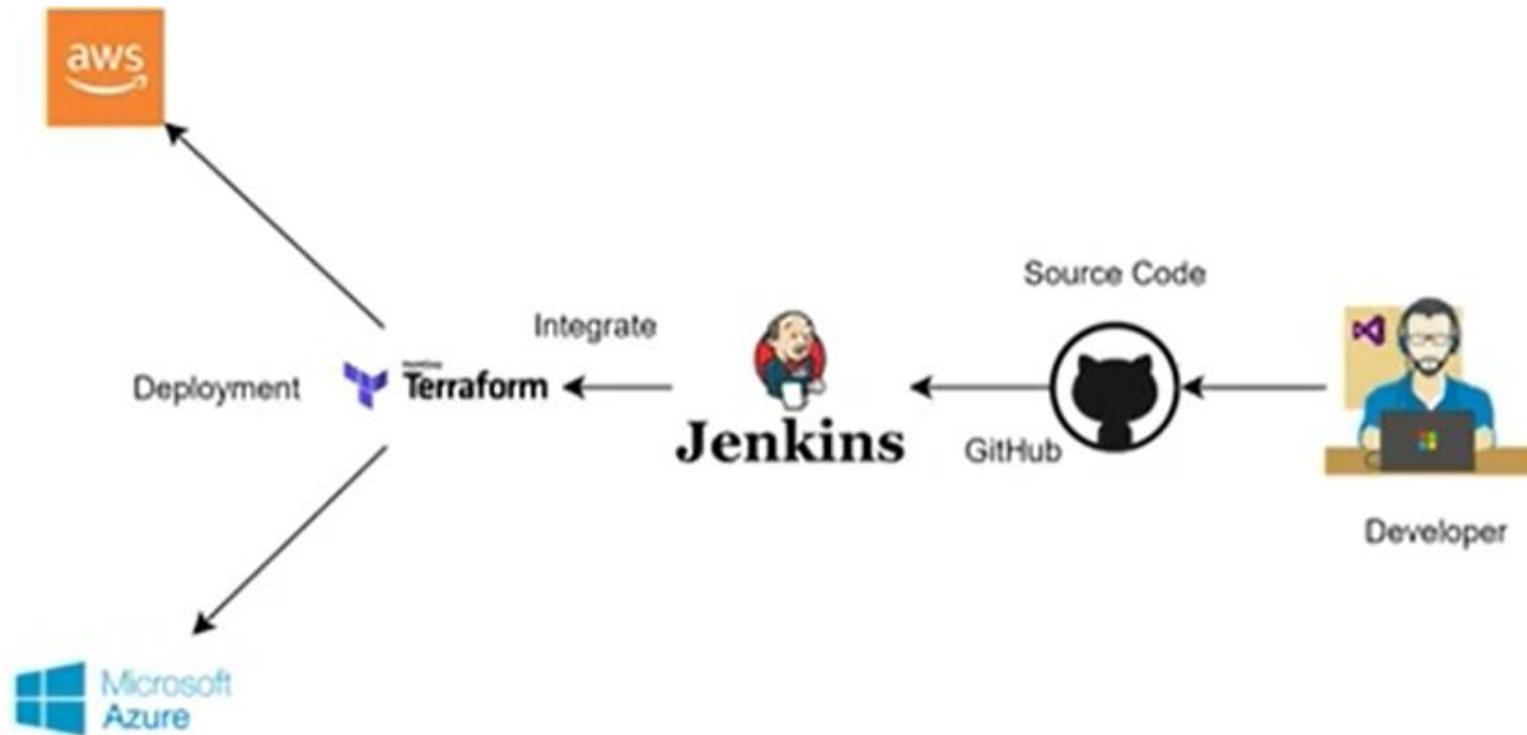 aws
Source Code
Integrate
Deployment
Terraform
Jenkins
GitHub
Developer
Microsoft
Azure